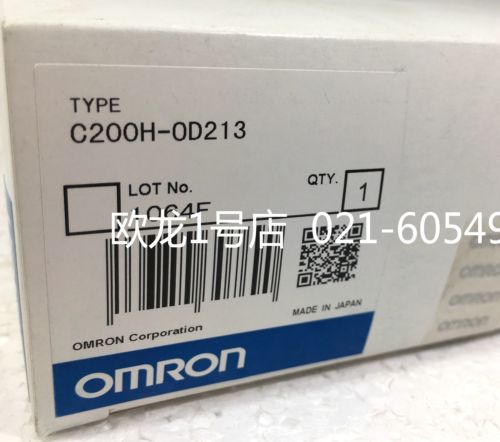 TYPE
C200H-OD213
LOT No.
QTY. 1
欧龙1号店 021-60549
MADE IN JAPAN
OMRON Corporation
OMRON